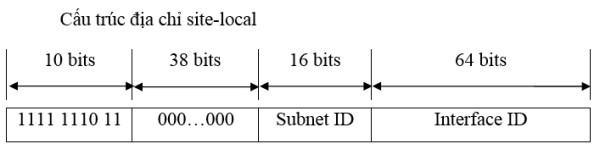 Cấu trúc địa chỉ site-local
10 bits 38 bits 16 bits 64 bits
1111 1110 11 000...000 Subnet ID Interface ID